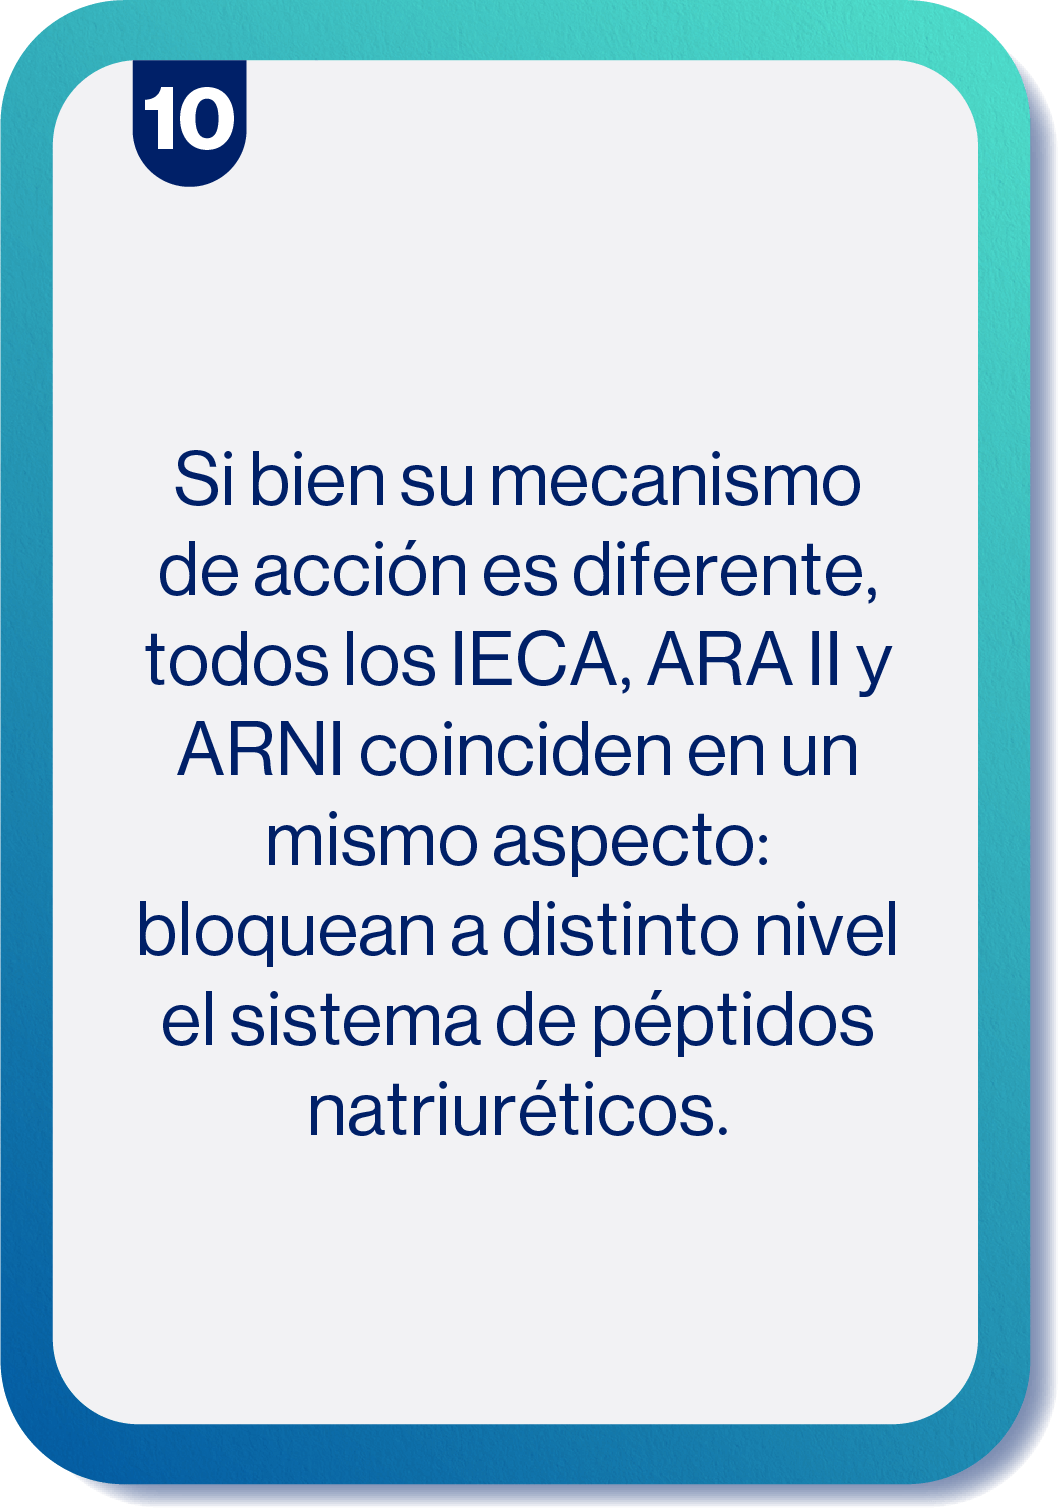 10
Si bien su mecanismo
de acción es diferente,
todos los IECA, ARA II y
ARNI coinciden en un
mismo aspecto:
bloquean a distinto nivel
el sistema de péptidos
natriuréticos.